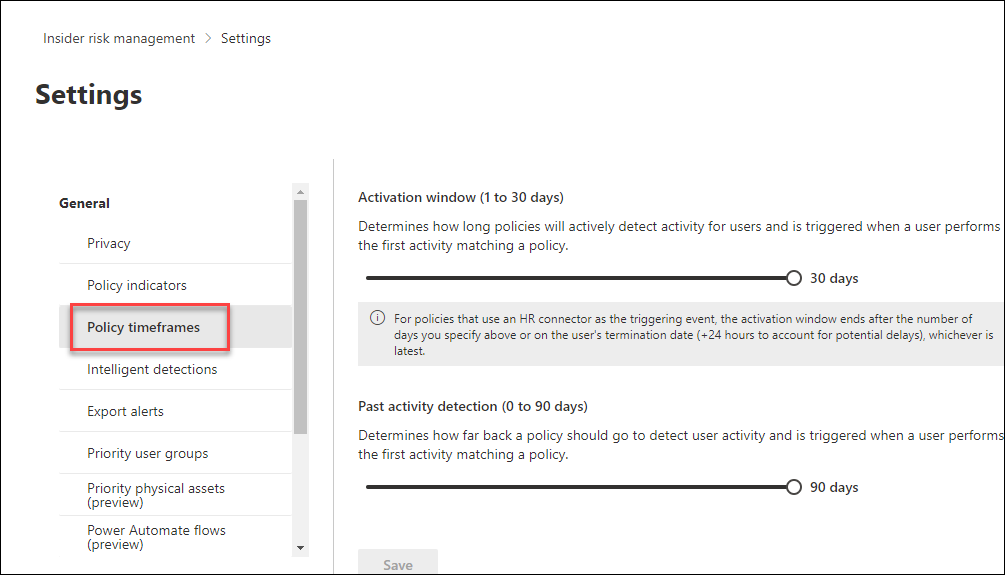 Insider risk management > Settings
Settings
General
Privacy
Policy indicators
Policy timeframes
Intelligent detections
Export alerts
Priority user groups
Priority physical assets
(preview)
Power Automate flows
(preview)
Activation window (1 to 30 days)
Determines how long policies will actively detect activity for users and is triggered when a user performs
the first activity matching a policy.
30 days
For policies that use an HR connector as the triggering event, the activation window ends after the number of
days you specify above or on the user's termination date (+24 hours to account for potential delays), whichever is
latest.
Past activity detection (0 to 90 days)
Determines how far back a policy should go to detect user activity and is triggered when a user performs
the first activity matching a policy.
90 days
Save